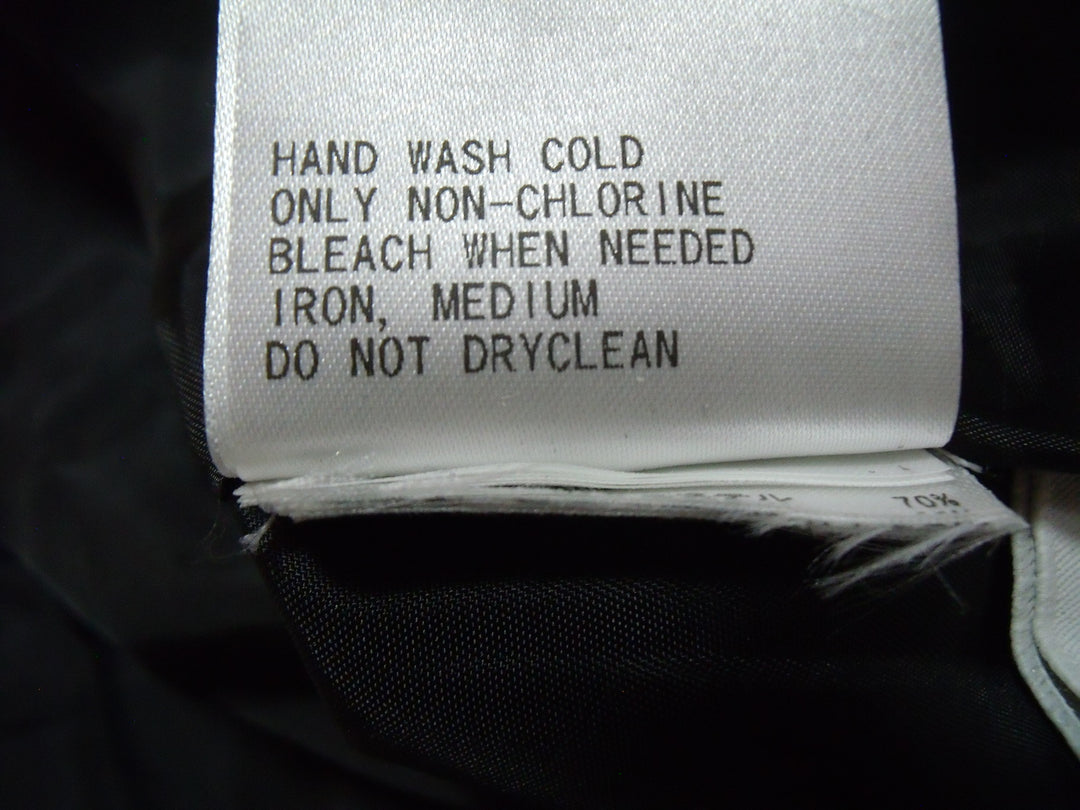 HAND WASH COLD
ONLY NON-CHLORINE
BLEACH WHEN NEEDED
IRON, MEDIUM
DO NOT DRYCLEAN
70%